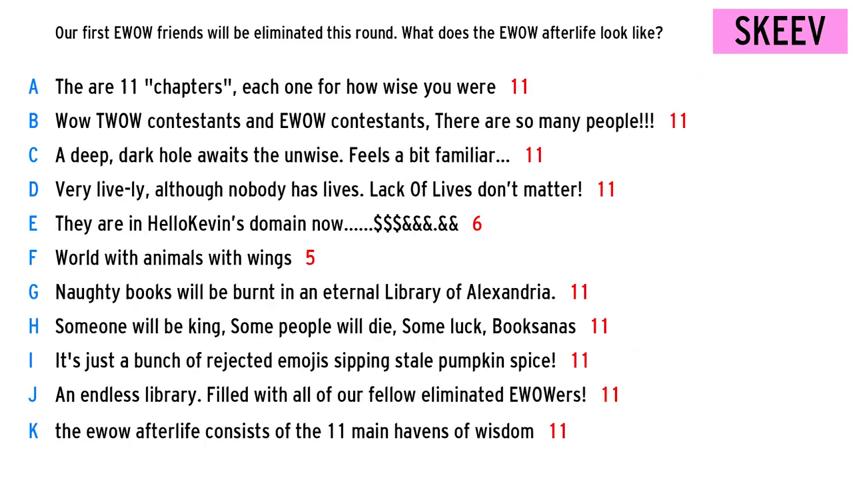 Our first EWOW friends will be eliminated this round. What does the EWOW afterlife look like?
SKEEV
A The are 11 "chapters", each one for how wise you were 11
B Wow TWOW contestants and EWOW contestants, There are so many people!!! 11
C A deep, dark hole awaits the unwise. Feels a bit familiar... 11
D Very live-ly, although nobody has lives. Lack Of Lives don't matter! 11
E They are in HelloKevin's domain now......$$$&&&.&& 6
F World with animals with wings 5
G Naughty books will be burnt in an eternal Library of Alexandria. 11
H Someone will be king, Some people will die, Some luck, Booksanas 11
I It's just a bunch of rejected emojis sipping stale pumpkin spice! 11
J An endless library. Filled with all of our fellow eliminated EWOWers! 11
K the ewow afterlife consists of the 11 main havens of wisdom 11